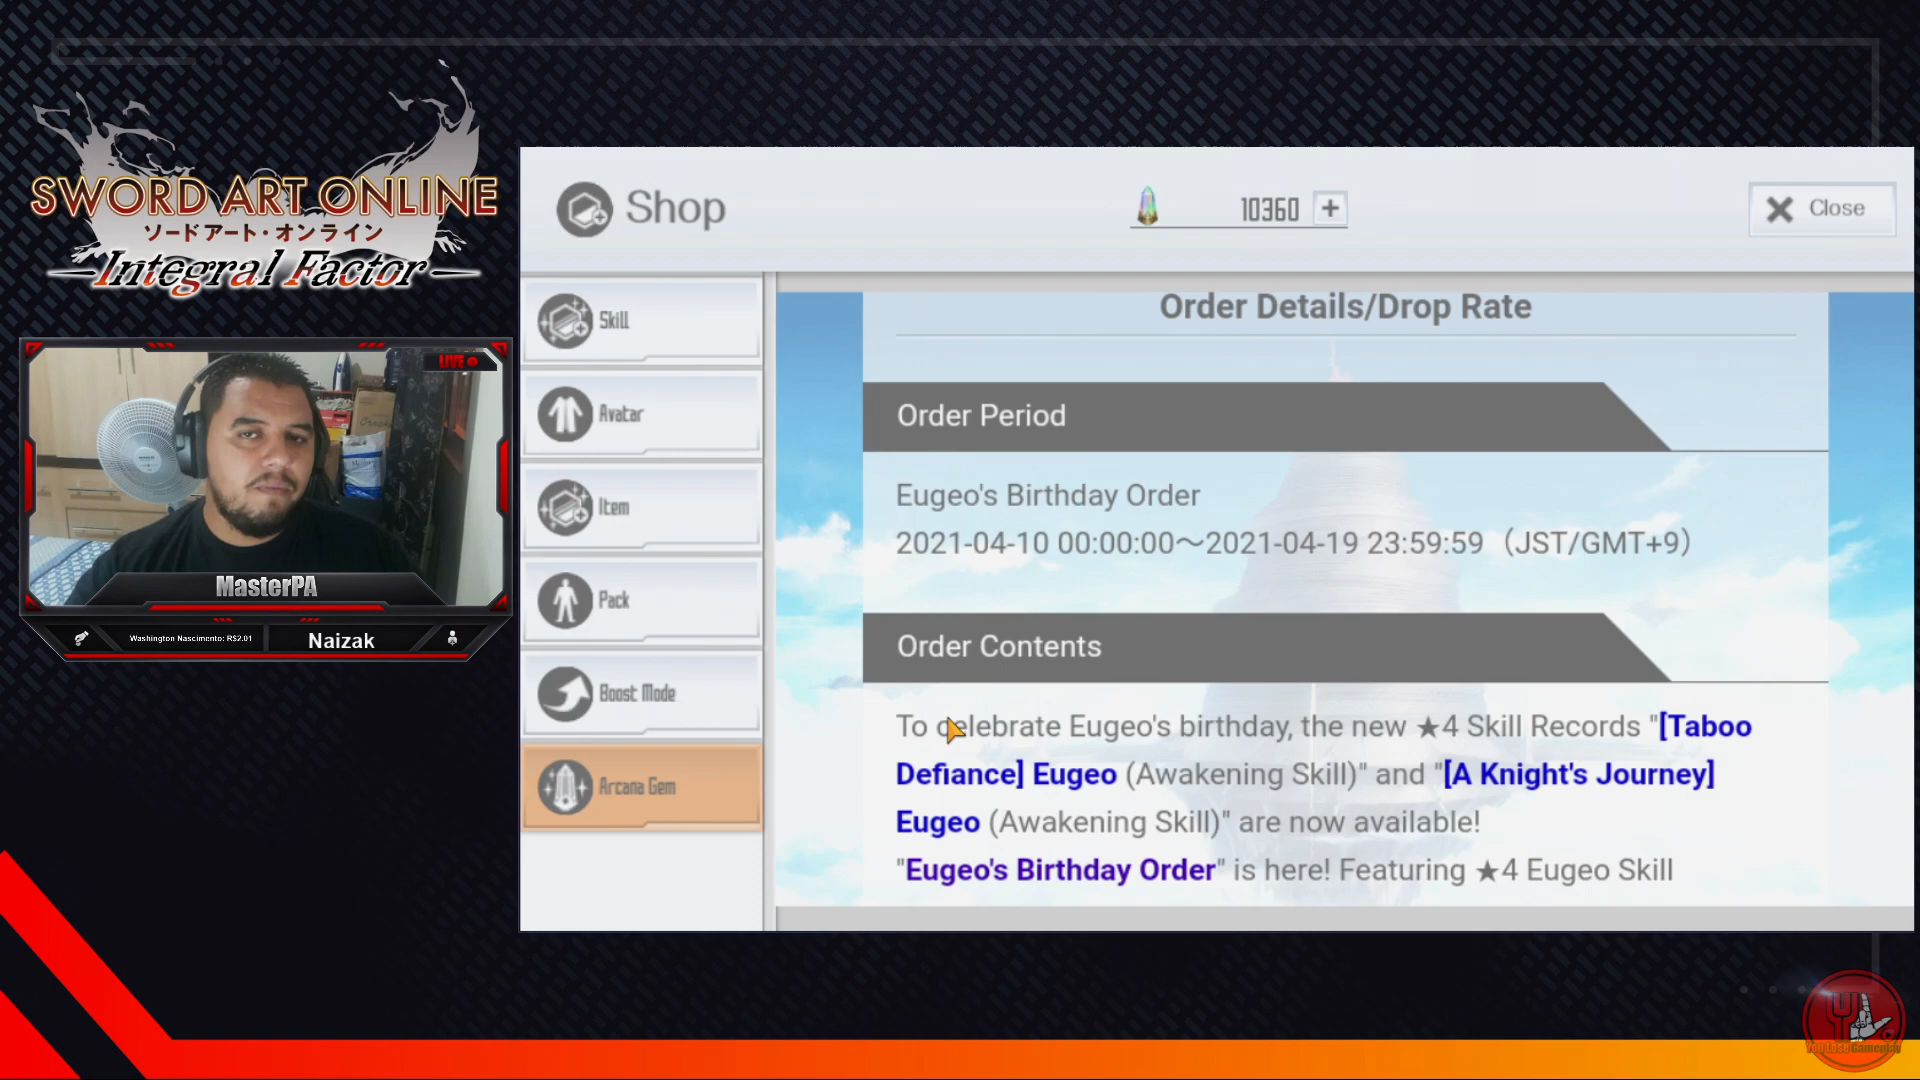 SWORD ART ONLINE
ソードアート・オンライン
Integral Factor
LIVE
MasterPA
Washington Nascimento: R$2.01
Naizak
Shop
10360
+
Close
Skill
Avatar
Item
Pack
Boost Mode
Arcana Gem
Order Details/Drop Rate
Order Period
Eugeo's Birthday Order
2021-04-10 00:00:00～2021-04-19 23:59:59（JST/GMT+9）
Order Contents
To celebrate Eugeo's birthday, the new ★4 Skill Records "[Taboo
Defiance] Eugeo (Awakening Skill)" and "[A Knight's Journey]
Eugeo (Awakening Skill)" are now available!
"Eugeo's Birthday Order" is here! Featuring ★4 Eugeo Skill
You Lose Gameplay